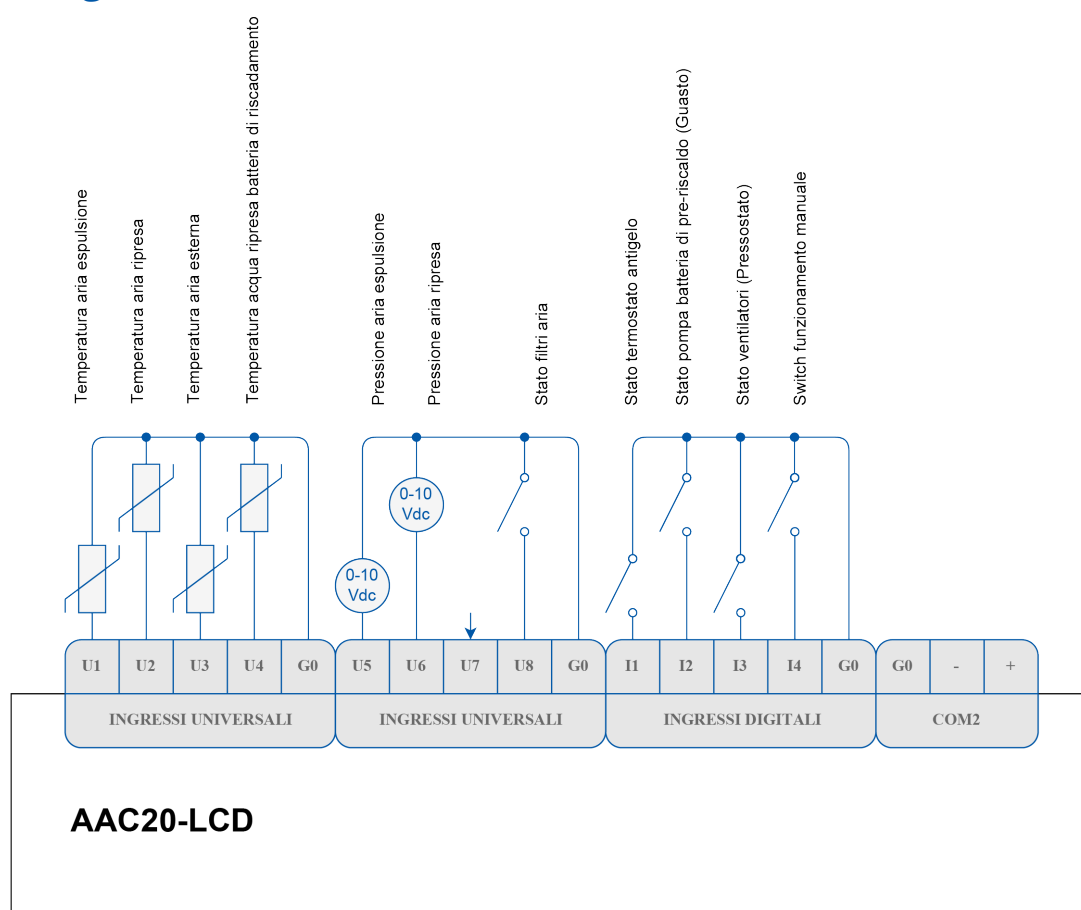 Temperatura aria espulsione
Temperatura aria ripresa
Temperatura aria esterna
Temperatura acqua ripresa batteria di riscadamento
Pressione aria espulsione
Pressione aria ripresa
Stato filtri aria
Stato termostato antigelo
Stato pompa batteria di pre-riscaldo (Guasto)
Stato ventilatori (Pressostato)
Switch funzionamento manuale
0-10
Vdc
0-10
Vdc
U1 U2 U3 U4 G0 U5 U6 U7 U8 G0 I1 I2 I3 I4 G0 G0 - +
INGRESSI UNIVERSALI INGRESSI UNIVERSALI INGRESSI DIGITALI COM2
AAC20-LCD